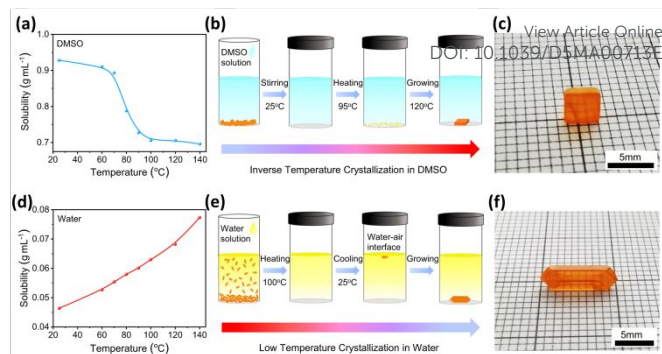 View Article Online
DOI: 10.1039/D5MA00713E
(a)
DMSO
Solubility (g mL⁻¹)
1.0
0.9
0.8
0.7
20 40 60 80 100 120 140
Temperature (°C)
(b)
DMSO
solution
Stirring
25°C
Heating
95°C
Growing
120°C
Inverse Temperature Crystallization in DMSO
(c)
5mm
(d)
Water
Solubility (g mL⁻¹)
0.08
0.07
0.06
0.05
0.04
20 40 60 80 100 120 140
Temperature (°C)
(e)
Water
solution
Heating
100°C
Cooling
25°C
Water-air
interface
Growing
Low Temperature Crystallization in Water
(f)
5mm